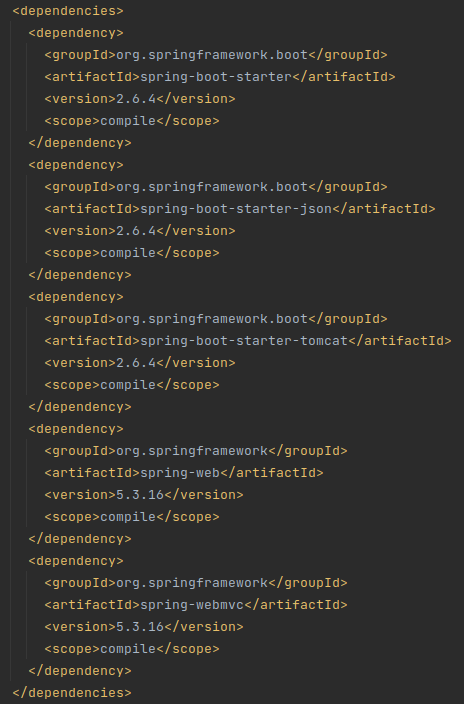 <dependencies>
<dependency>
<groupId>org.springframework.boot</groupId>
<artifactId>spring-boot-starter</artifactId>
<version>2.6.4</version>
<scope>compile</scope>
</dependency>
<dependency>
<groupId>org.springframework.boot</groupId>
<artifactId>spring-boot-starter-json</artifactId>
<version>2.6.4</version>
<scope>compile</scope>
</dependency>
<dependency>
<groupId>org.springframework.boot</groupId>
<artifactId>spring-boot-starter-tomcat</artifactId>
<version>2.6.4</version>
<scope>compile</scope>
</dependency>
<dependency>
<groupId>org.springframework</groupId>
<artifactId>spring-web</artifactId>
<version>5.3.16</version>
<scope>compile</scope>
</dependency>
<dependency>
<groupId>org.springframework</groupId>
<artifactId>spring-webmvc</artifactId>
<version>5.3.16</version>
<scope>compile</scope>
</dependency>
</dependencies>